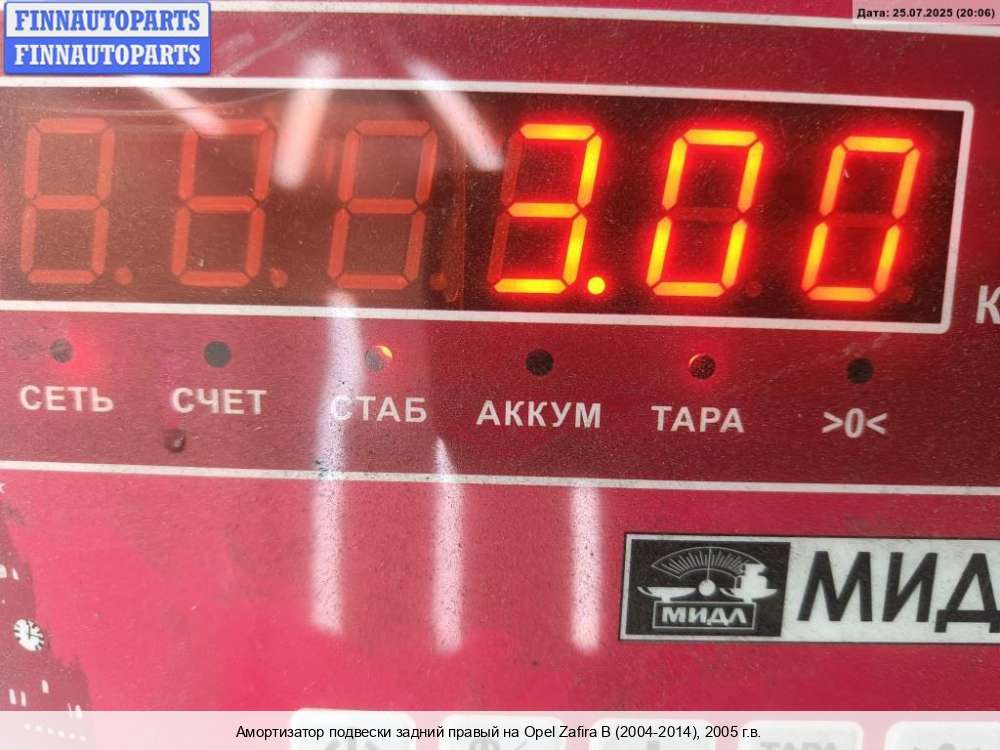 FINNAUTOPARTS
FINNAUTOPARTS
Дата: 25.07.2025 (20:06)
3.00
К
СЕТЬ СЧЕТ СТАБ АККУМ ТАРА >0<
МИДЛ
МИДЛ
Амортизатор подвески задний правый на Opel Zafira B (2004-2014), 2005 г.в.